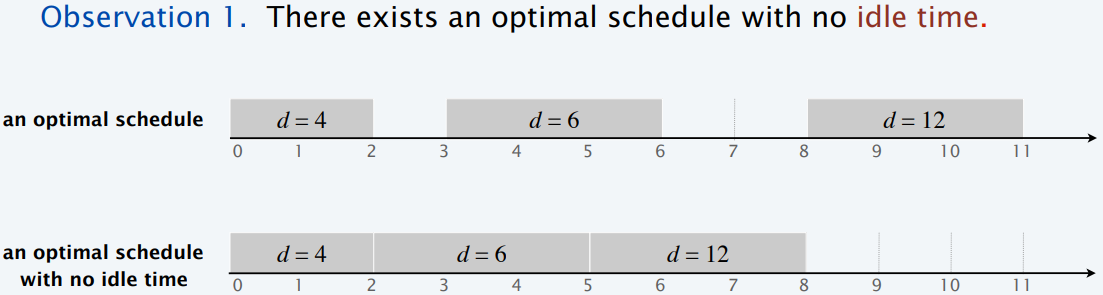 Observation 1. There exists an optimal schedule with no idle time.
an optimal schedule
d = 4
d = 6
d = 12
0 1 2 3 4 5 6 7 8 9 10 11
an optimal schedule
with no idle time
d = 4
d = 6
d = 12
0 1 2 3 4 5 6 7 8 9 10 11